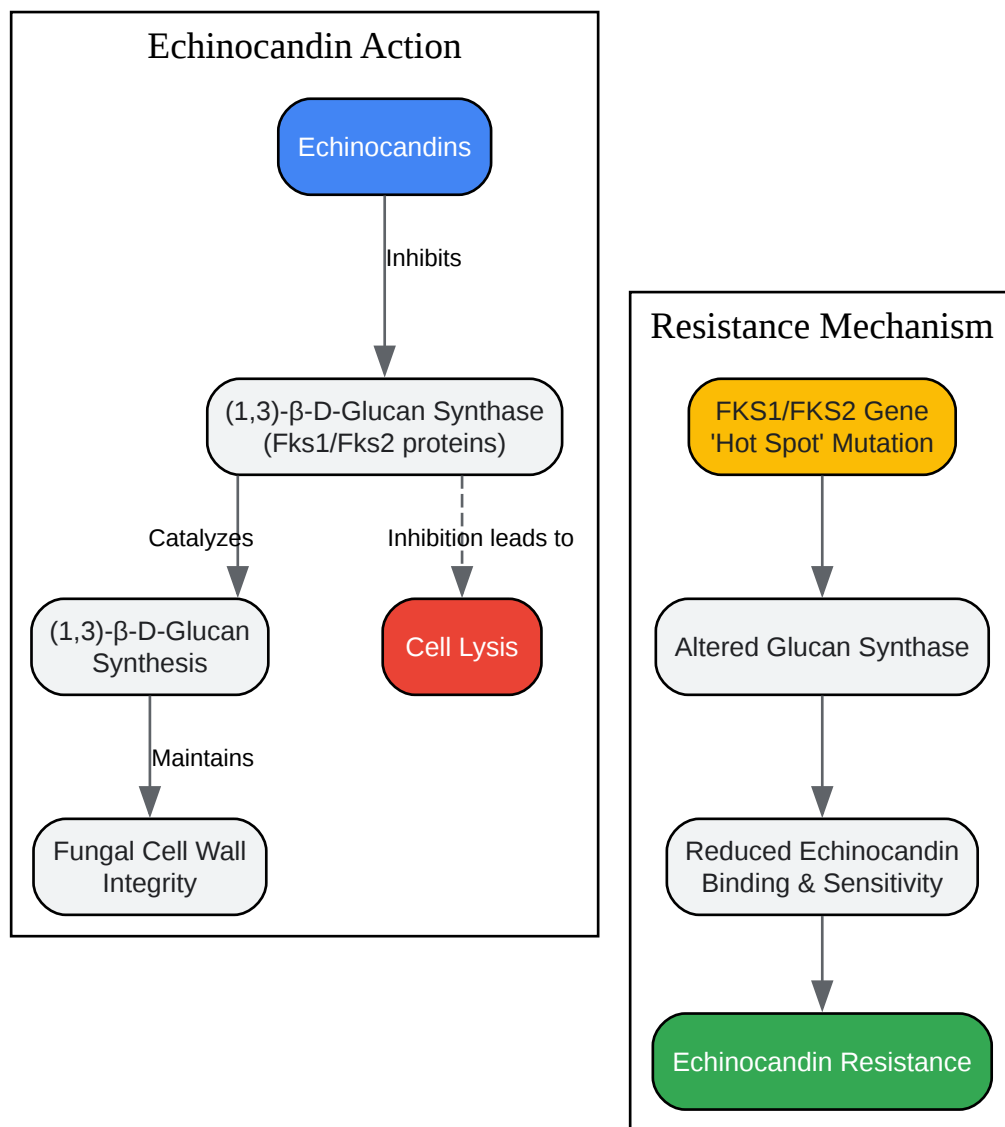 Echinocandin Action
Echinocandins
Inhibits
(1,3)-β-D-Glucan Synthase
(Fks1/Fks2 proteins)
Catalyzes
Inhibition leads to
(1,3)-β-D-Glucan
Synthesis
Cell Lysis
Maintains
Fungal Cell Wall
Integrity
Resistance Mechanism
FKS1/FKS2 Gene
'Hot Spot' Mutation
Altered Glucan Synthase
Reduced Echinocandin
Binding & Sensitivity
Echinocandin Resistance